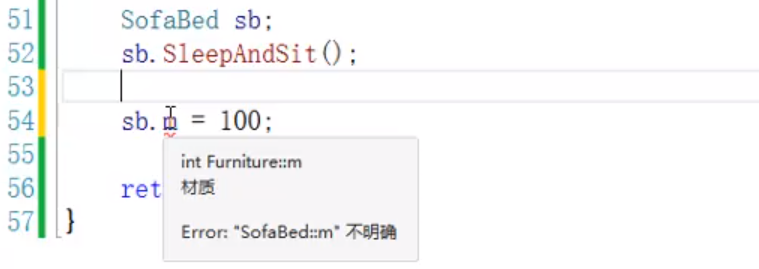 51 SofaBed sb;
52 sb.SleepAndSit();
53
54 sb.m = 100;
55
56 ret
57 }
int Furniture::m
材质
Error: "SofaBed::m" 不明确